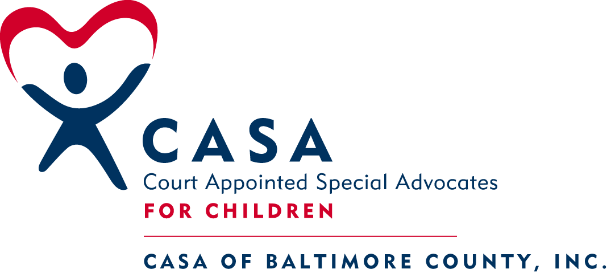 CASA
Court Appointed Special Advocates
FOR CHILDREN
CASA OF BALTIMORE COUNTY, INC.